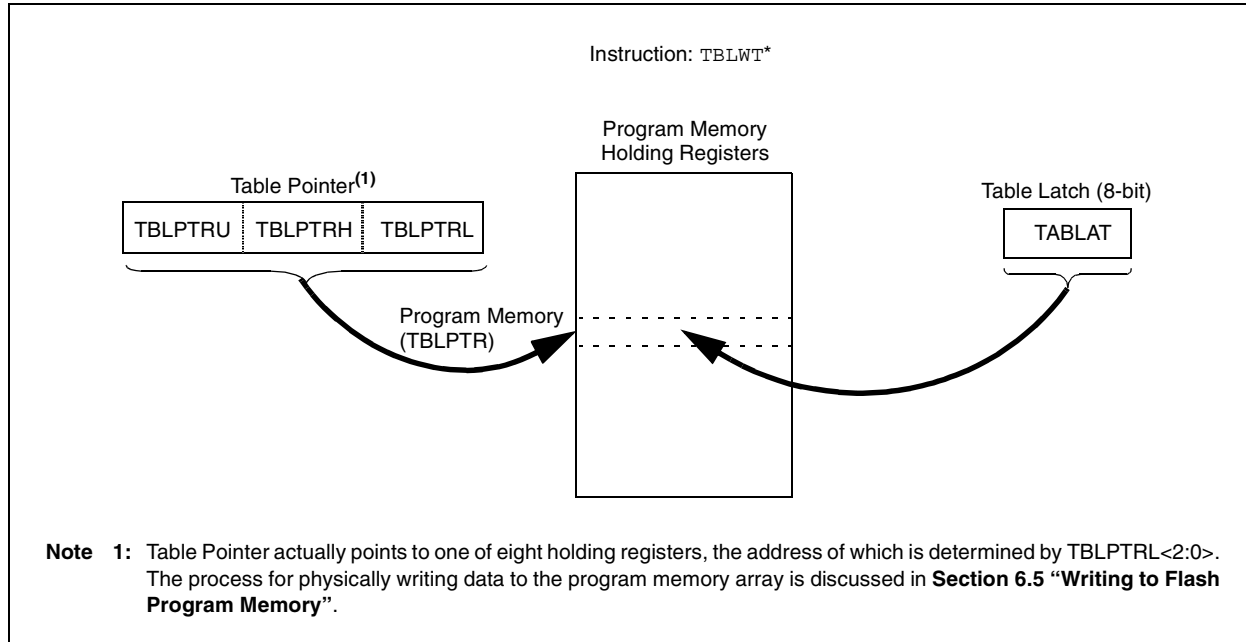 Instruction: TBLWT*
Program Memory
Holding Registers
Table Pointer(1)
Table Latch (8-bit)
TBLPTRU TBLPTRH TBLPTRL
TABLAT
Program Memory
(TBLPTR)
Note 1: Table Pointer actually points to one of eight holding registers, the address of which is determined by TBLPTRL<2:0>.
The process for physically writing data to the program memory array is discussed in Section 6.5 “Writing to Flash
Program Memory”.